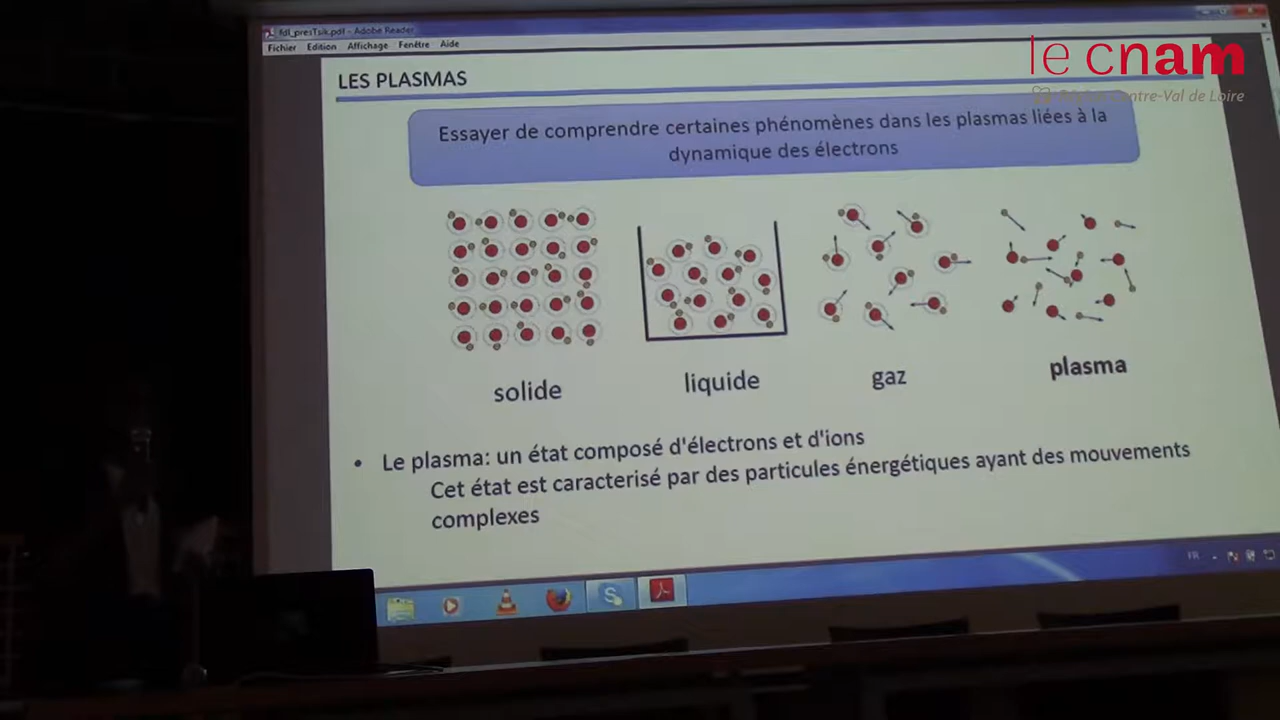 fdl_presTsik.pdf - Adobe Reader
Fichier Edition Affichage Fenêtre Aide
le cnam
Centre-Val de Loire
LES PLASMAS
Essayer de comprendre certaines phénomènes dans les plasmas liées à la
dynamique des électrons
solide
liquide
gaz
plasma
• Le plasma: un état composé d'électrons et d'ions
Cet état est caracterisé par des particules énergétiques ayant des mouvements
complexes
FR